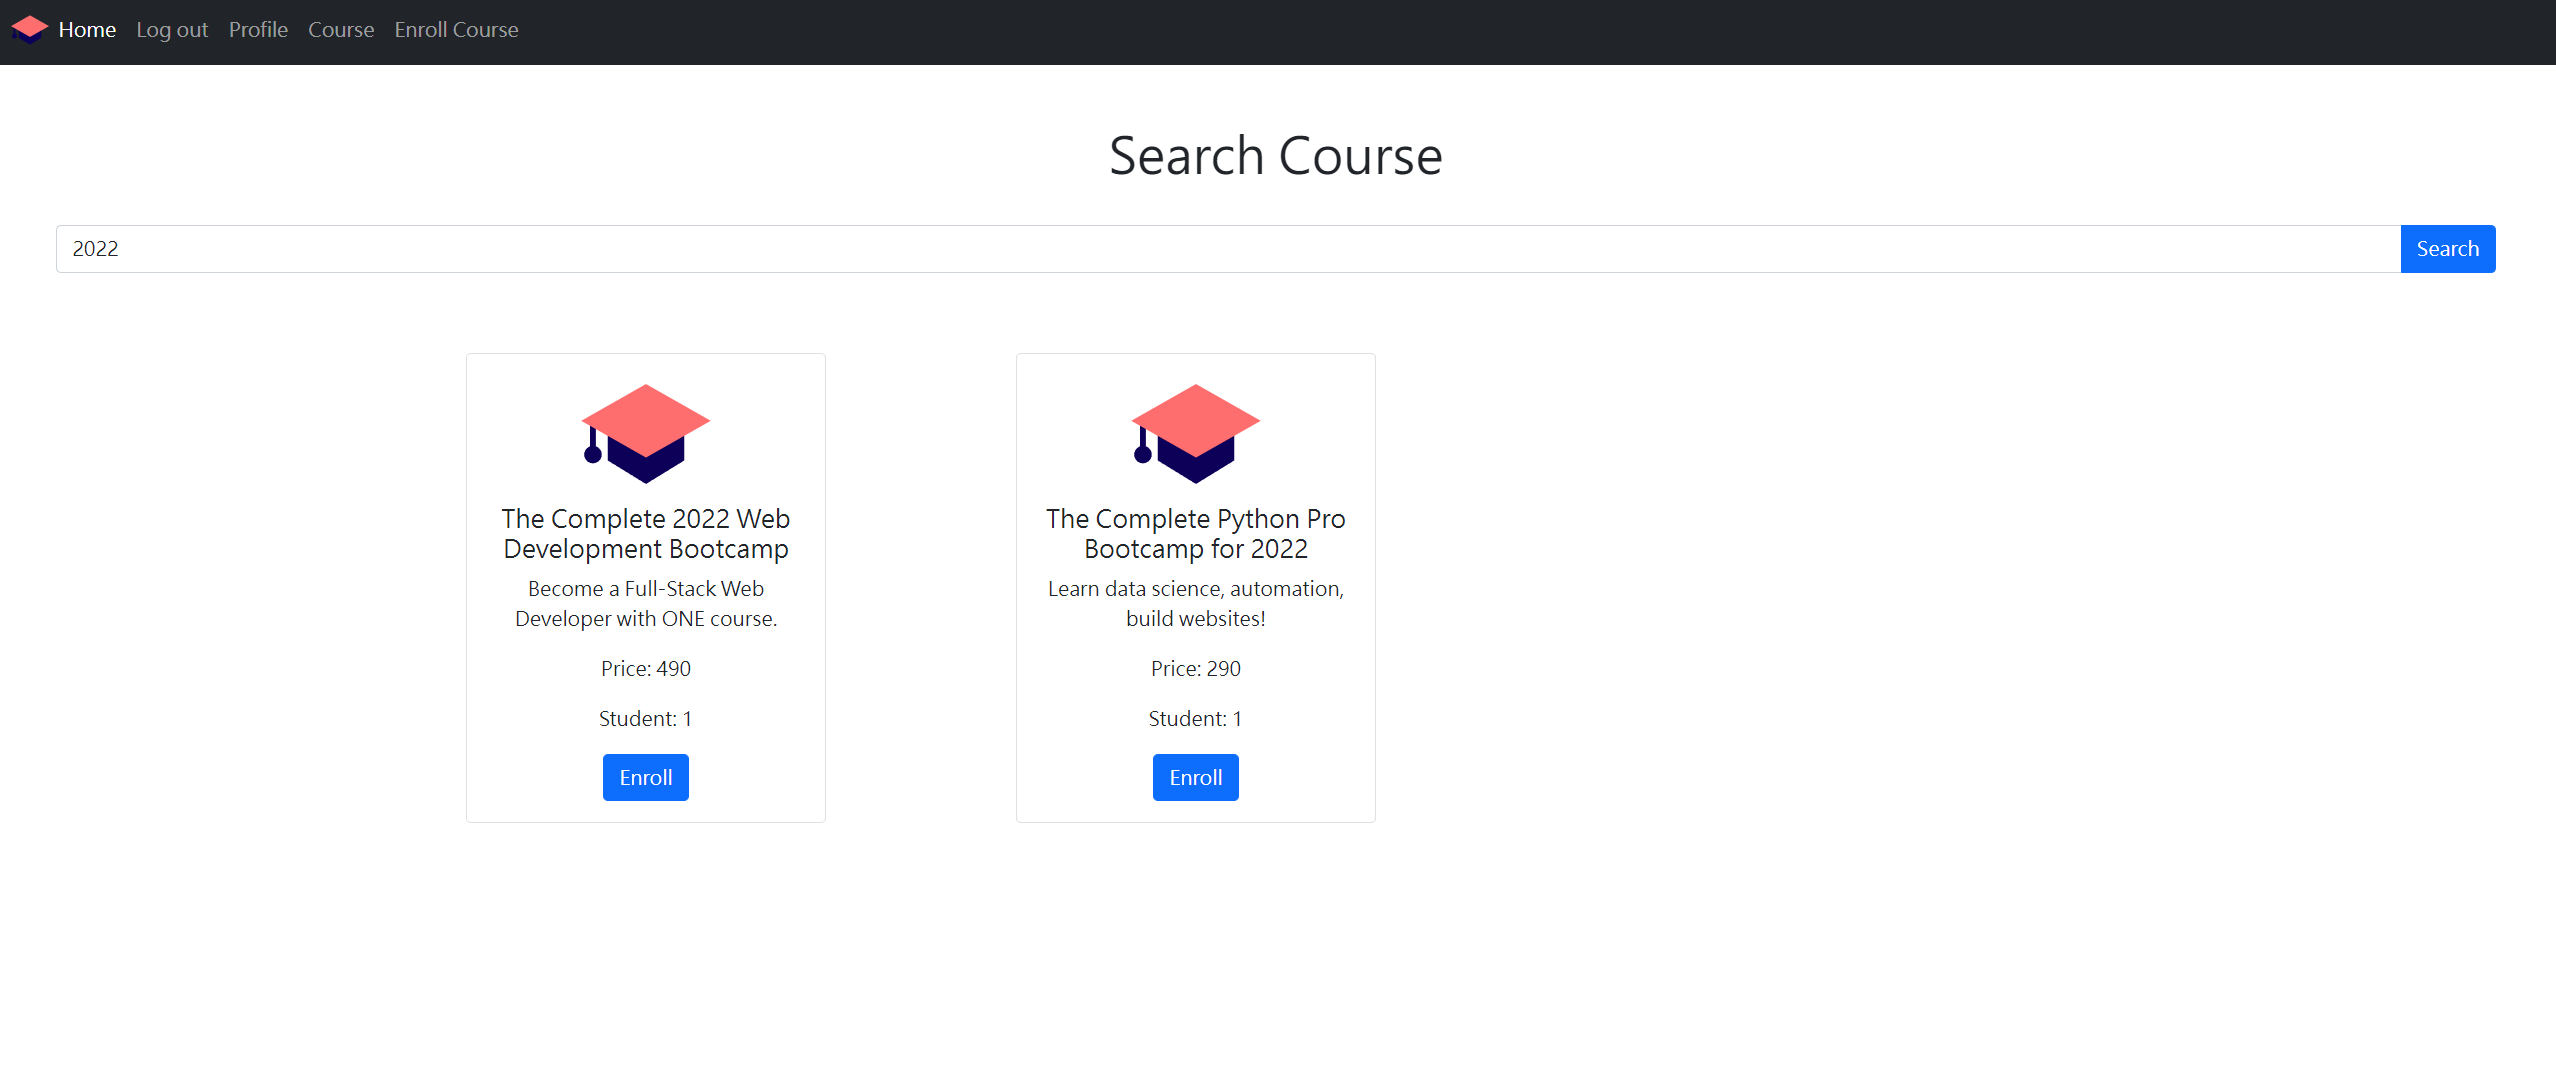 Home Log out Profile Course Enroll Course
Search Course
2022
Search
The Complete 2022 Web
Development Bootcamp
Become a Full-Stack Web
Developer with ONE course.
Price: 490
Student: 1
Enroll
The Complete Python Pro
Bootcamp for 2022
Learn data science, automation,
build websites!
Price: 290
Student: 1
Enroll